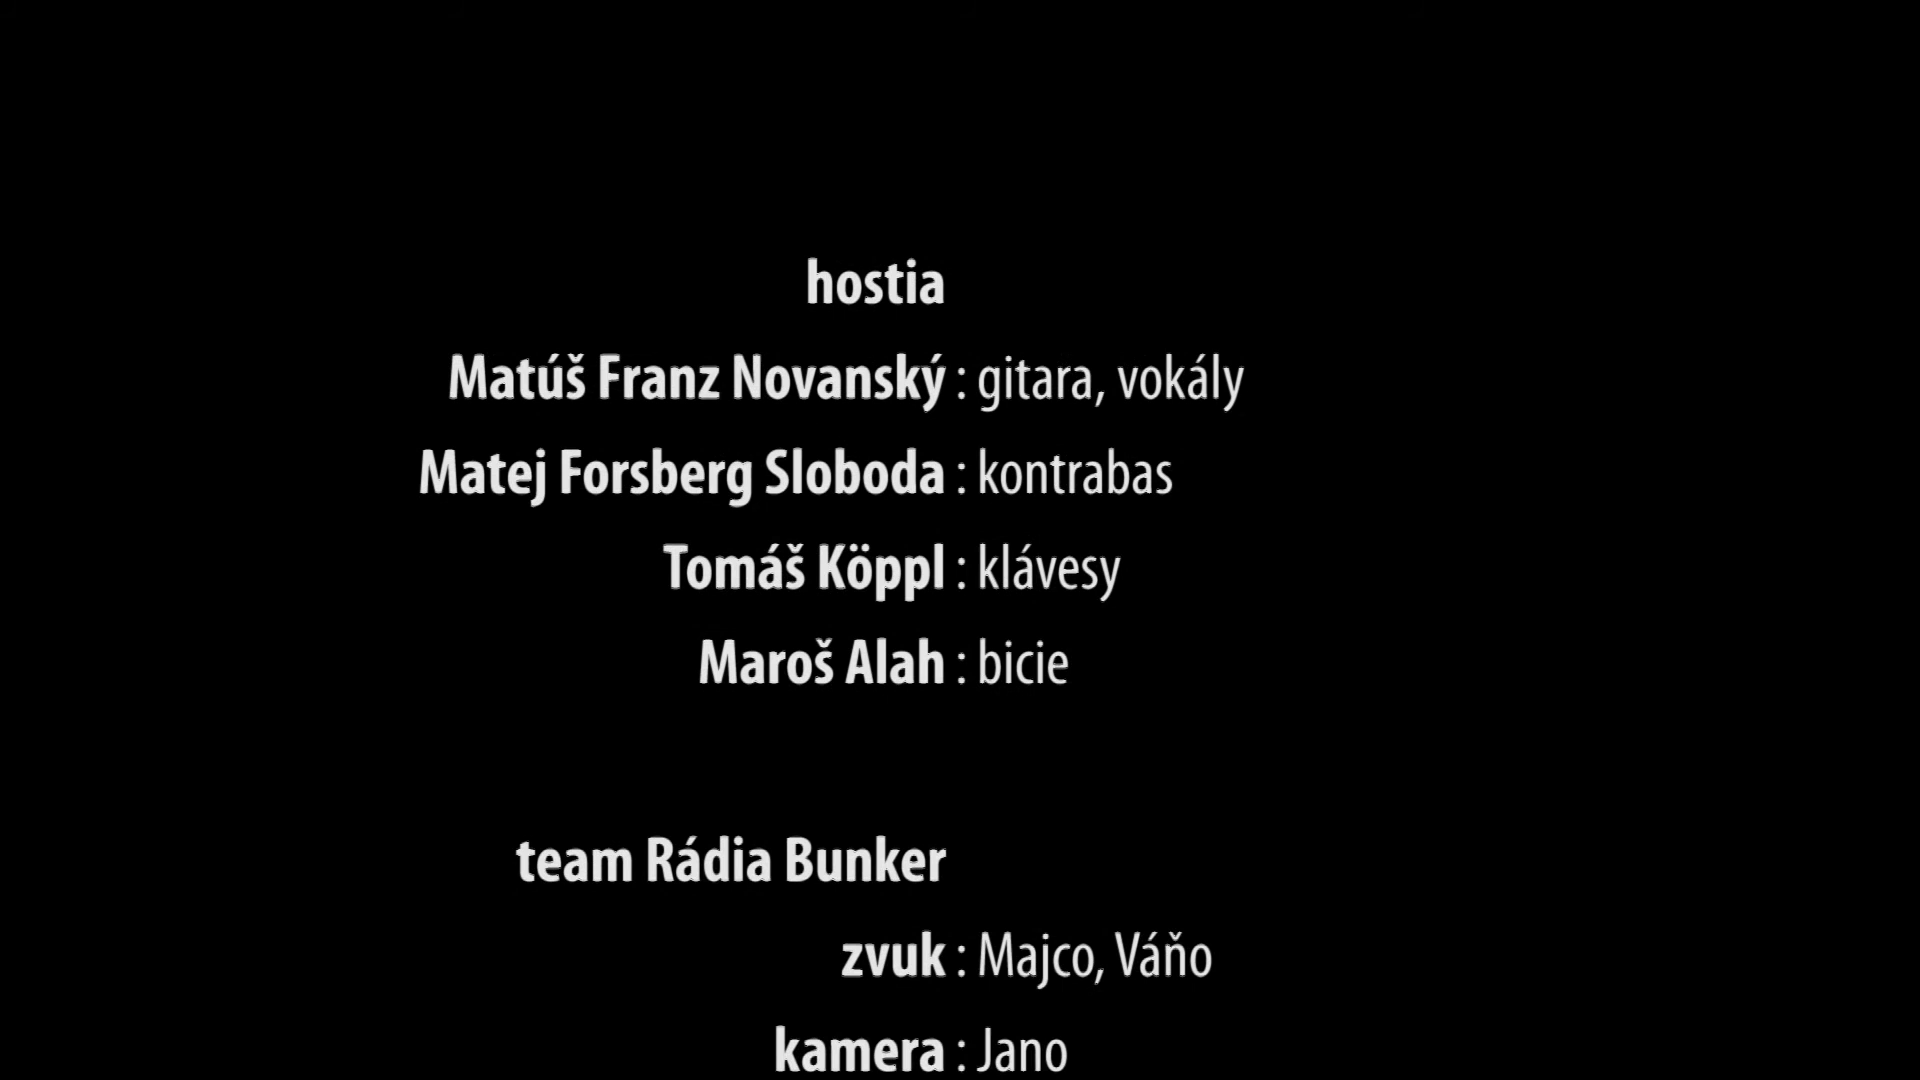 hostia
Matúš Franz Novanský : gitara, vokály
Matej Forsberg Sloboda : kontrabas
Tomáš Köppl : klávesy
Maroš Alah : bicie
team Rádia Bunker
zvuk : Majco, Váňo
kamera : Jano